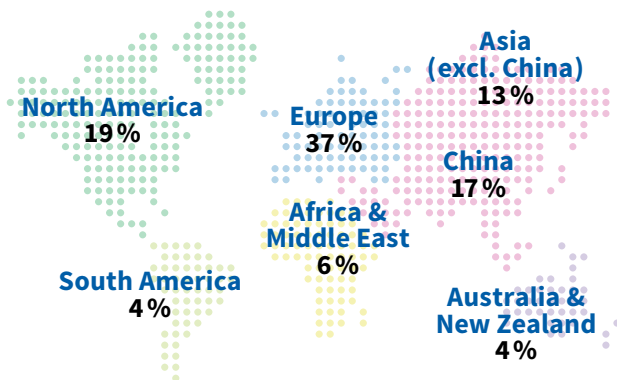 Asia
(excl. China)
13%
North America
19%
Europe
37%
China
17%
Africa &
Middle East
6%
South America
4%
Australia &
New Zealand
4%